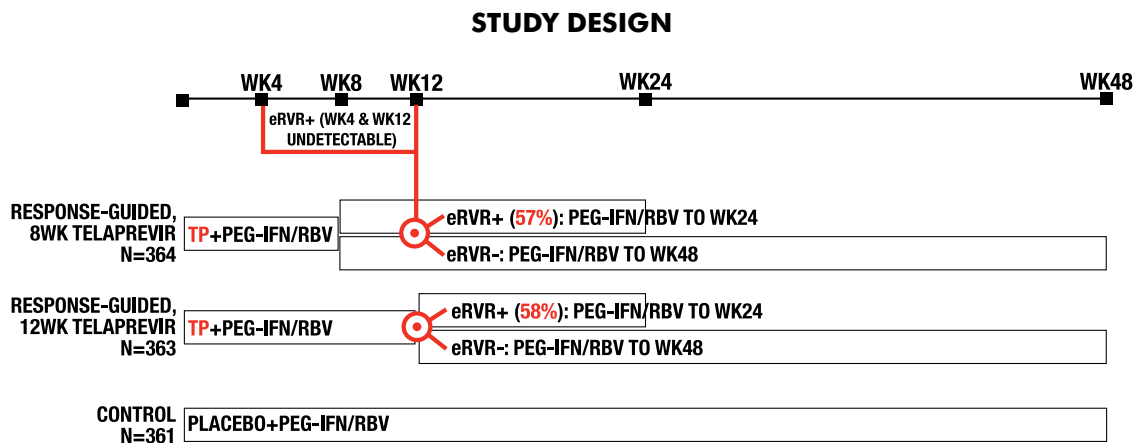 STUDY DESIGN
WK4 WK8 WK12 WK24 WK48
eRVR+ (WK4 & WK12
UNDETECTABLE)
RESPONSE-GUIDED,
8WK TELAPREVIR
N=364
TP+PEG-IFN/RBV
eRVR+ (57%): PEG-IFN/RBV TO WK24
eRVR-: PEG-IFN/RBV TO WK48
RESPONSE-GUIDED,
12WK TELAPREVIR
N=363
TP+PEG-IFN/RBV
eRVR+ (58%): PEG-IFN/RBV TO WK24
eRVR-: PEG-IFN/RBV TO WK48
CONTROL
N=361
PLACEBO+PEG-IFN/RBV